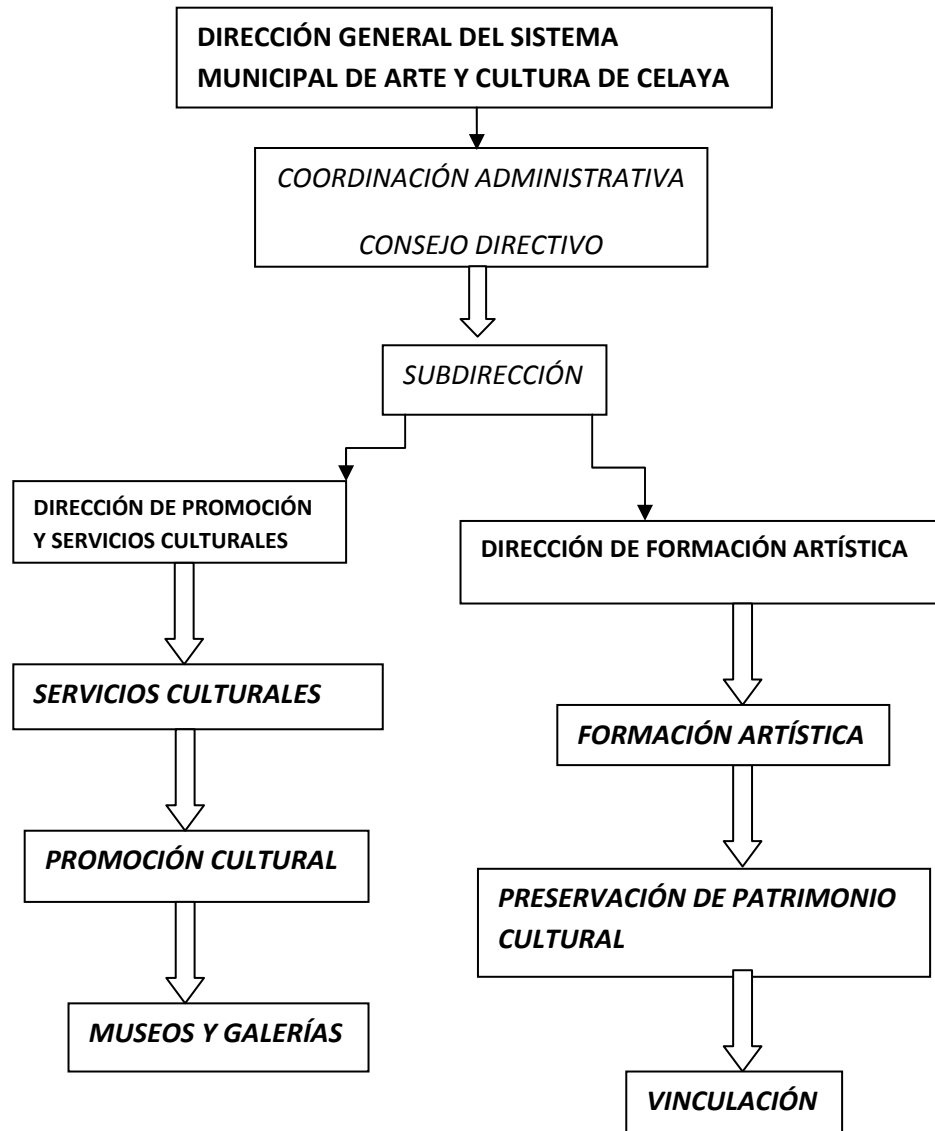 DIRECCIÓN GENERAL DEL SISTEMA
MUNICIPAL DE ARTE Y CULTURA DE CELAYA
COORDINACIÓN ADMINISTRATIVA
CONSEJO DIRECTIVO
SUBDIRECCIÓN
DIRECCIÓN DE PROMOCIÓN
Y SERVICIOS CULTURALES
SERVICIOS CULTURALES
PROMOCIÓN CULTURAL
MUSEOS Y GALERÍAS
DIRECCIÓN DE FORMACIÓN ARTÍSTICA
FORMACIÓN ARTÍSTICA
PRESERVACIÓN DE PATRIMONIO
CULTURAL
VINCULACIÓN